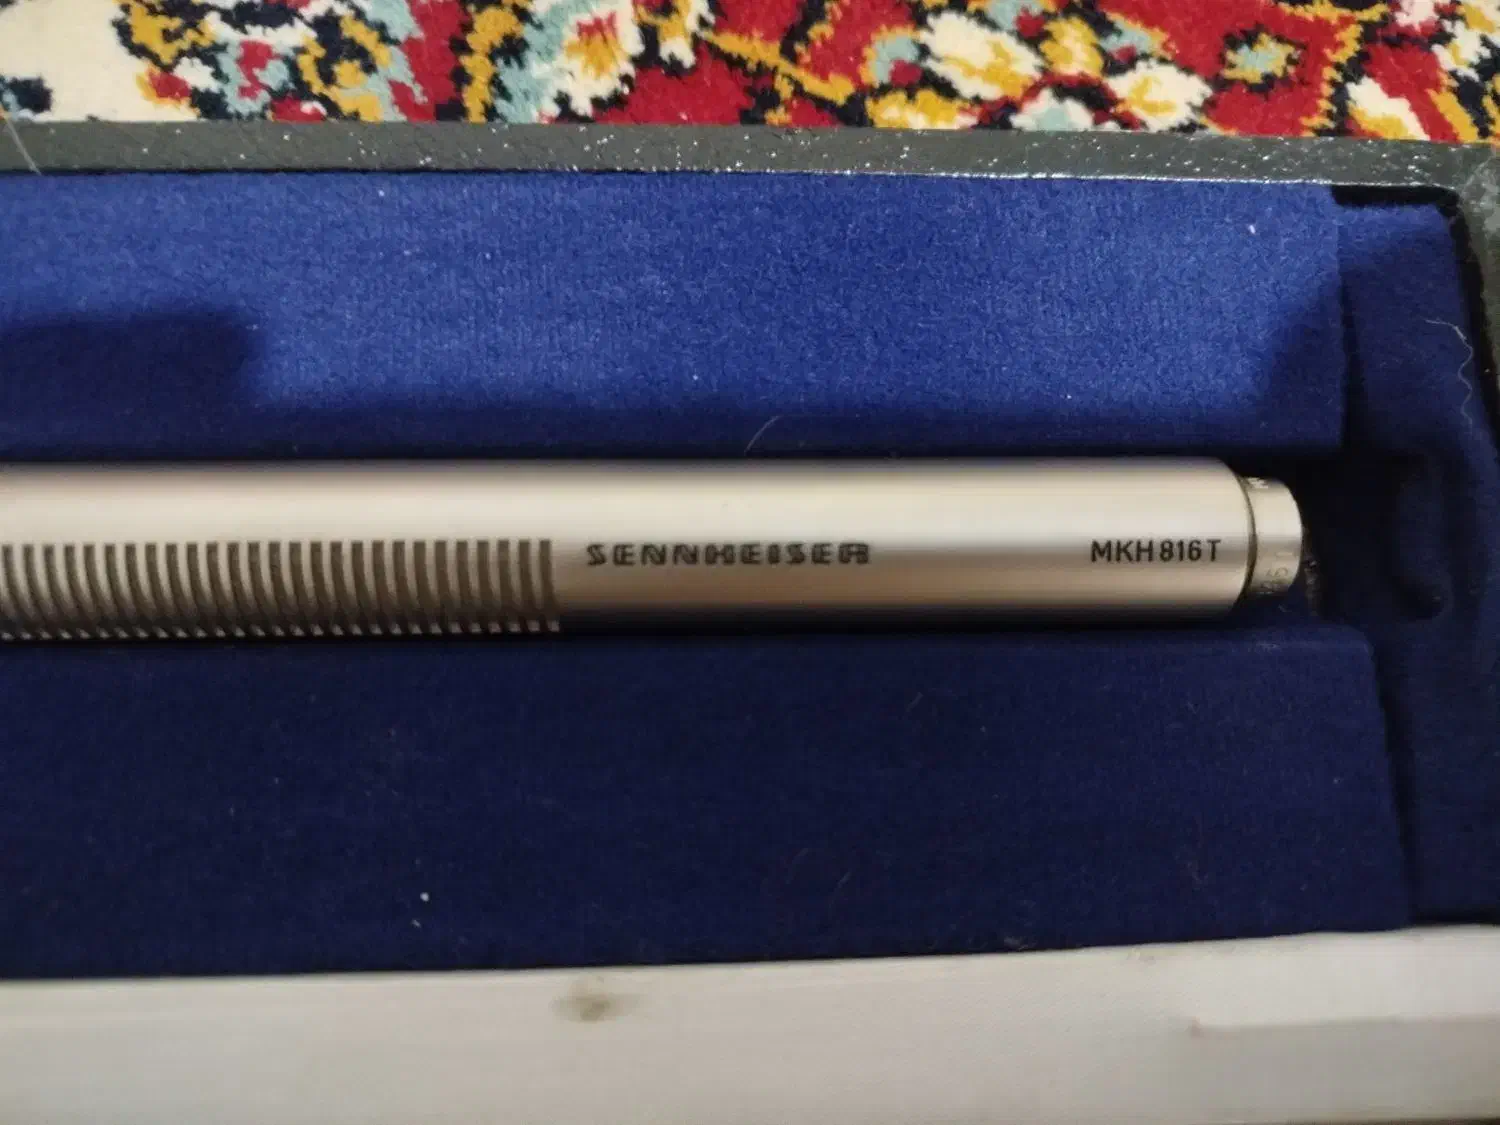 SENNHEISER
MKH 816 T